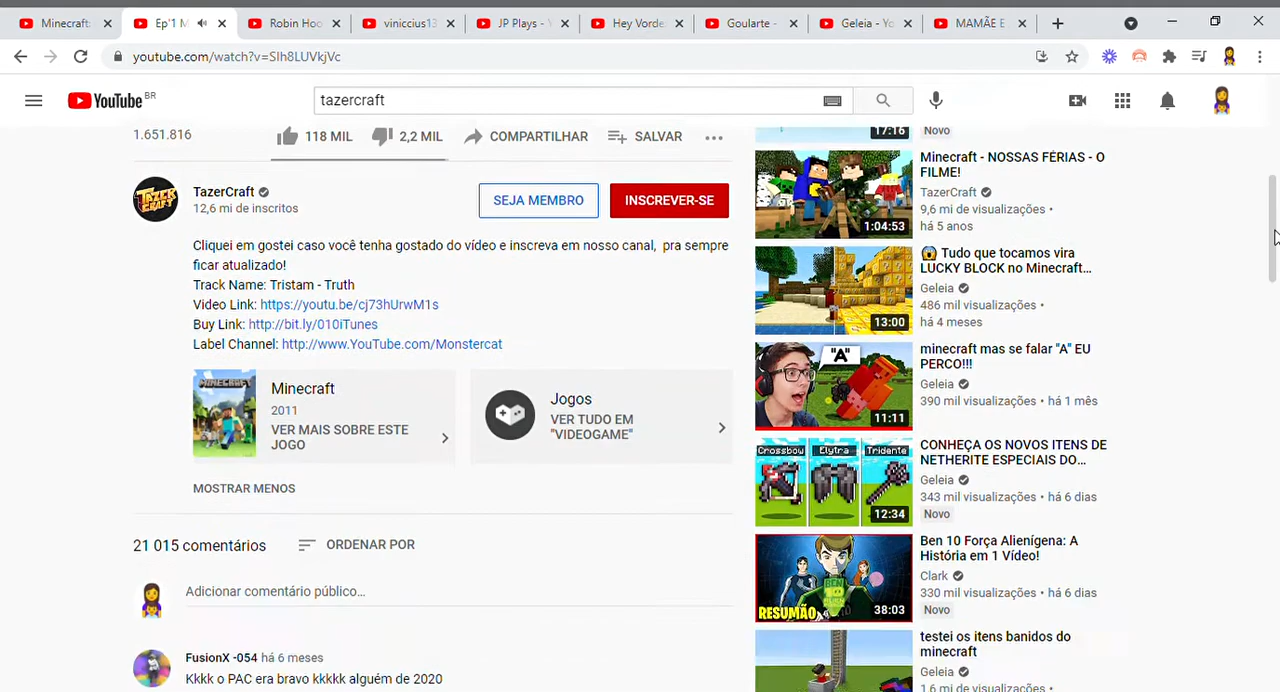 Minecraft:
Ep'1 M
Robin Hoo
viniccius13
JP Plays -
Hey Vorde
Goularte -
Geleia - Yo
MAMÃE E
youtube.com/watch?v=SIh8LUVkjVc
YouTube BR
tazercraft
1.651.816
118 MIL
2,2 MIL
COMPARTILHAR
SALVAR
TAZER CRAFT
TazerCraft
12,6 mi de inscritos
SEJA MEMBRO
INSCREVER-SE
Cliquei em gostei caso você tenha gostado do vídeo e inscreva em nosso canal, pra sempre
ficar atualizado!
Track Name: Tristam - Truth
Video Link: https://youtu.be/cj73hUrwM1s
Buy Link: http://bit.ly/010iTunes
Label Channel: http://www.YouTube.com/Monstercat
MINECRAFT
Minecraft
2011
VER MAIS SOBRE ESTE
JOGO
Jogos
VER TUDO EM
"VIDEOGAME"
MOSTRAR MENOS
21 015 comentários
ORDENAR POR
Adicionar comentário público...
FusionX -054 há 6 meses
Kkkk o PAC era bravo kkkkk alguém de 2020
17:16
Novo
1:04:53
Minecraft - NOSSAS FÉRIAS - O
FILME!
TazerCraft
9,6 mi de visualizações •
há 5 anos
13:00
😱 Tudo que tocamos vira
LUCKY BLOCK no Minecraft...
Geleia
486 mil visualizações •
há 4 meses
"A"
11:11
minecraft mas se falar "A" EU
PERCO!!!
Geleia
390 mil visualizações • há 1 mês
Crossbow
Elytra
Tridente
12:34
CONHEÇA OS NOVOS ITENS DE
NETHERITE ESPECIAIS DO...
Geleia
343 mil visualizações • há 6 dias
Novo
BEN
RESUMÃO
38:03
Ben 10 Força Alienígena: A
História em 1 Vídeo!
Clark
330 mil visualizações • há 6 dias
Novo
testei os itens banidos do
minecraft
Geleia
1,6 mi de visualizações •